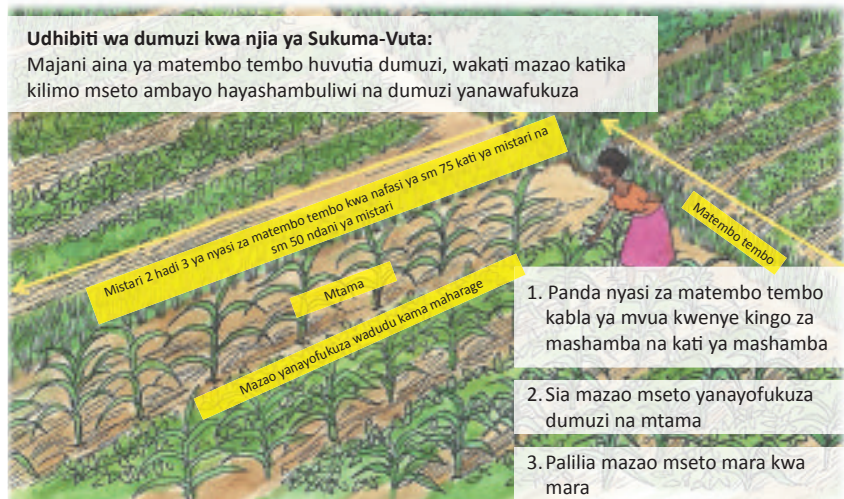 Udhibiti wa dumuzi kwa njia ya Sukuma-Vuta:
Majani aina ya matembo tembo huvutia dumuzi, wakati mazao katika
kilimo mseto ambayo hayashambuliwi na dumuzi yanawafukuza
Mistari 2 hadi 3 ya nyasi za matembo tembo kwa nafasi ya sm 75 kati ya mistari na
sm 50 ndani ya mistari
Matembo tembo
Mtama
Mazao yanayofukuza wadudu kama maharage
1. Panda nyasi za matembo tembo
kabla ya mvua kwenye kingo za
mashamba na kati ya mashamba
2. Sia mazao mseto yanayofukuza
dumuzi na mtama
3. Palilia mazao mseto mara kwa
mara